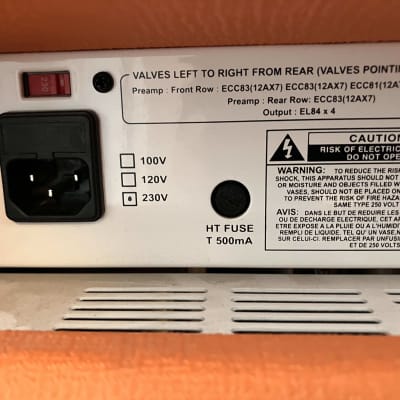 230
VALVES LEFT TO RIGHT FROM REAR (VALVES POINTI
Preamp : Front Row : ECC83(12AX7) ECC83(12AX7) ECC81(12A
Preamp : Rear Row: ECC83(12AX7)
Output : EL84 x 4
100V
120V
230V
HT FUSE
T 500mA
CAUTION
RISK OF ELECTRIC
DO NOT OPE
WARNING: TO REDUCE THE RISK
SHOCK, THIS APPARATUS SHOULD NOT
OR MOISTURE AND OBJECTS FILLED WI
VASES, SHOULD NOT BE PLACED ON
TO PREVENT THE RISK OF FIRE HAZA
SAME TYPE 250 VOLT
AVIS: DANS LE BUT DE REDUIRE LES
OU DE DECHARGE ELECTRIQUE, CET AP
ETRE EXPOSE A LA PLUIE OU A L'HUMID
REMPLI DE LIQUIDE, TEL QU' UN VASE, N
SUR CELUI-CI. REMPLACER PAR UNFUSI
ET DE 250 VOLTS